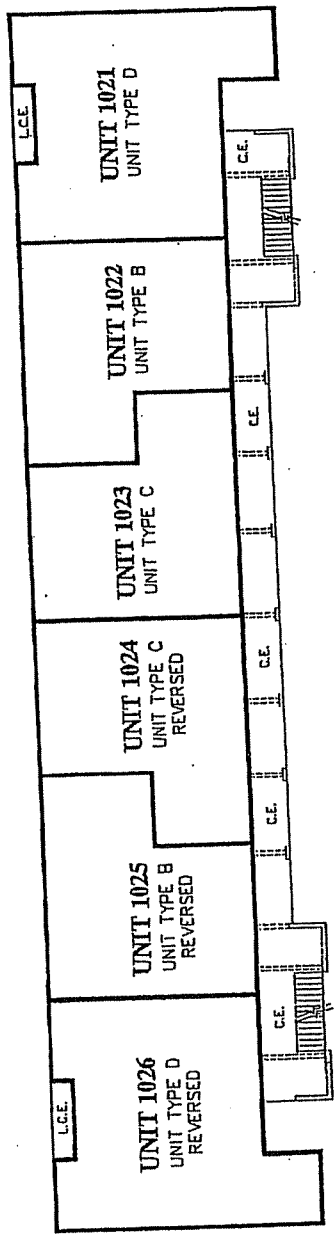 L.C.E.
UNIT 1026
UNIT TYPE D
REVERSED
UNIT 1025
UNIT TYPE B
REVERSED
UNIT 1024
UNIT TYPE C
REVERSED
UNIT 1023
UNIT TYPE C
UNIT 1022
UNIT TYPE B
L.C.E.
UNIT 1021
UNIT TYPE D
C.E.
C.E.
C.E.
C.E.
C.E.